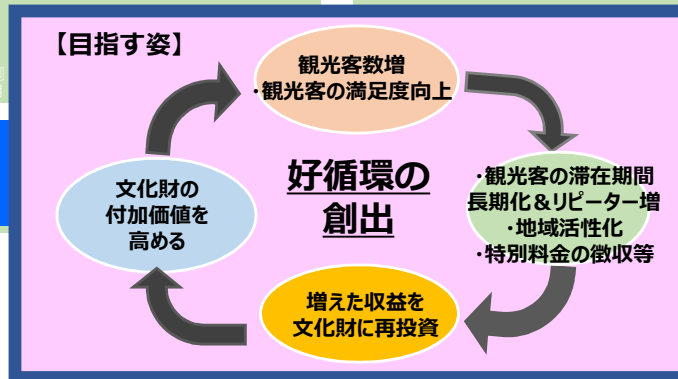 【目指す姿】
観光客数増
・観光客の満足度向上
好循環の
創出
・観光客の滞在期間
長期化＆リピーター増
・地域活性化
・特別料金の徴収等
増えた収益を
文化財に再投資
文化財の
付加価値を
高める